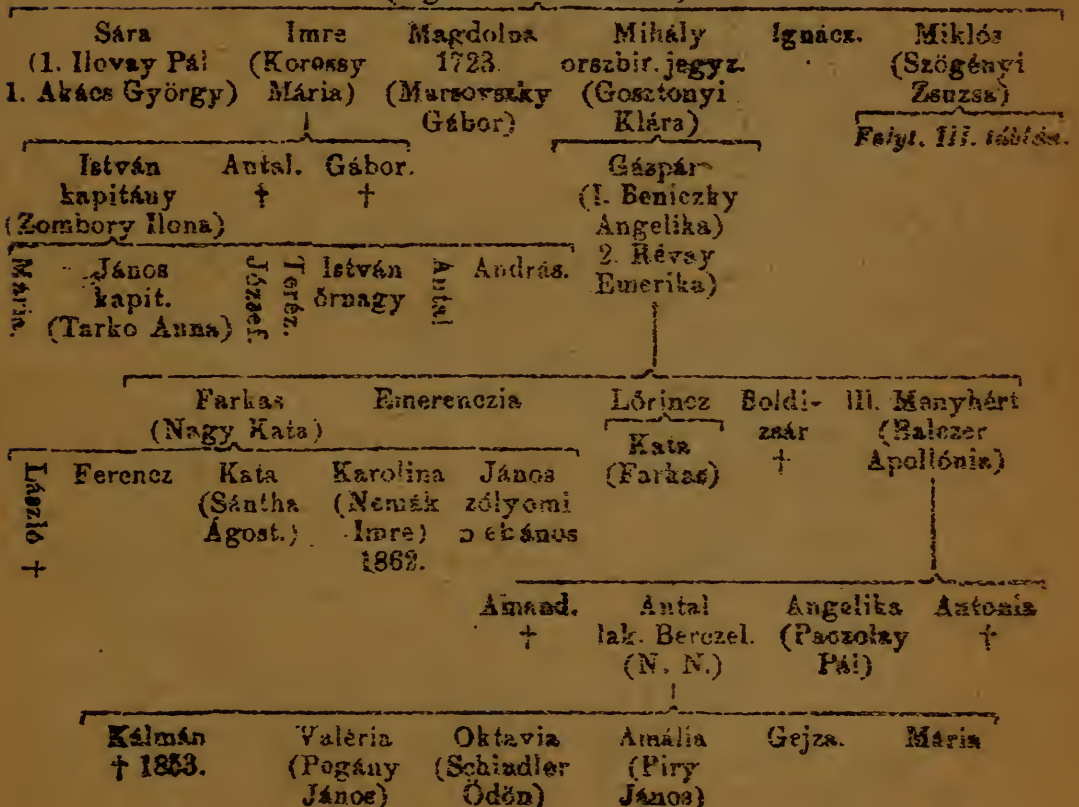 Sára Imre Magdolna Mihály Ignácz. Miklós
(1. Ilovay Pál (Korossy 1723. orszbir. jegyz. (Szögényi
1. Akács György) Mária) (Marsovszky (Gosztonyi Zsuzsa)
Gábor) Klára) Folyt. III. táblán.
István Antal. Gábor. Gáspár
kapitány † † (1. Beniczky
(Zombory Ilona) Angelika)
2. Révay
Emerika)
Mária. János József. Teréz. István Antal András.
kapit. őrnagy
(Tarko Anna)
Farkas Emerenczia Lőrincz Boldi- III. Menyhért
(Nagy Kata) zsár (Balczer
Kata † Apollónia)
(Farkas)
László † Ferencz Kata Karolina János
(Sántha (Nemák zólyomi
Ágost.) Imre)
1862.
Amand. Antal Angelika Antonia
† lak. Berczel. (Paczolay †
(N. N.) Pál)
Kálmán Valéria Oktavia Amália Gejza. Mária
† 1853. (Pogány (Schindler (Piry
János) Ödön) János)